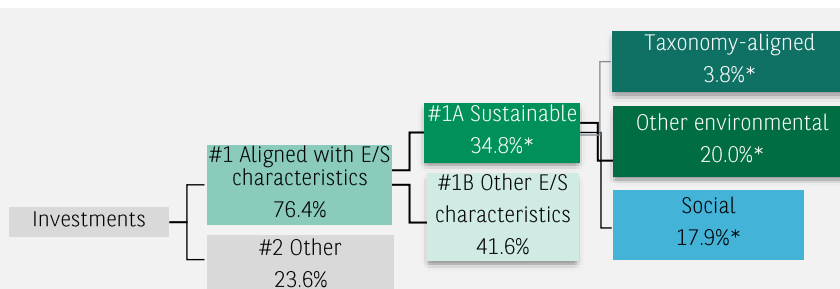 Investments
#1 Aligned with E/S
characteristics
76.4%
#2 Other
23.6%
#1A Sustainable
34.8%*
#1B Other E/S
characteristics
41.6%
Taxonomy-aligned
3.8%*
Other environmental
20.0%*
Social
17.9%*